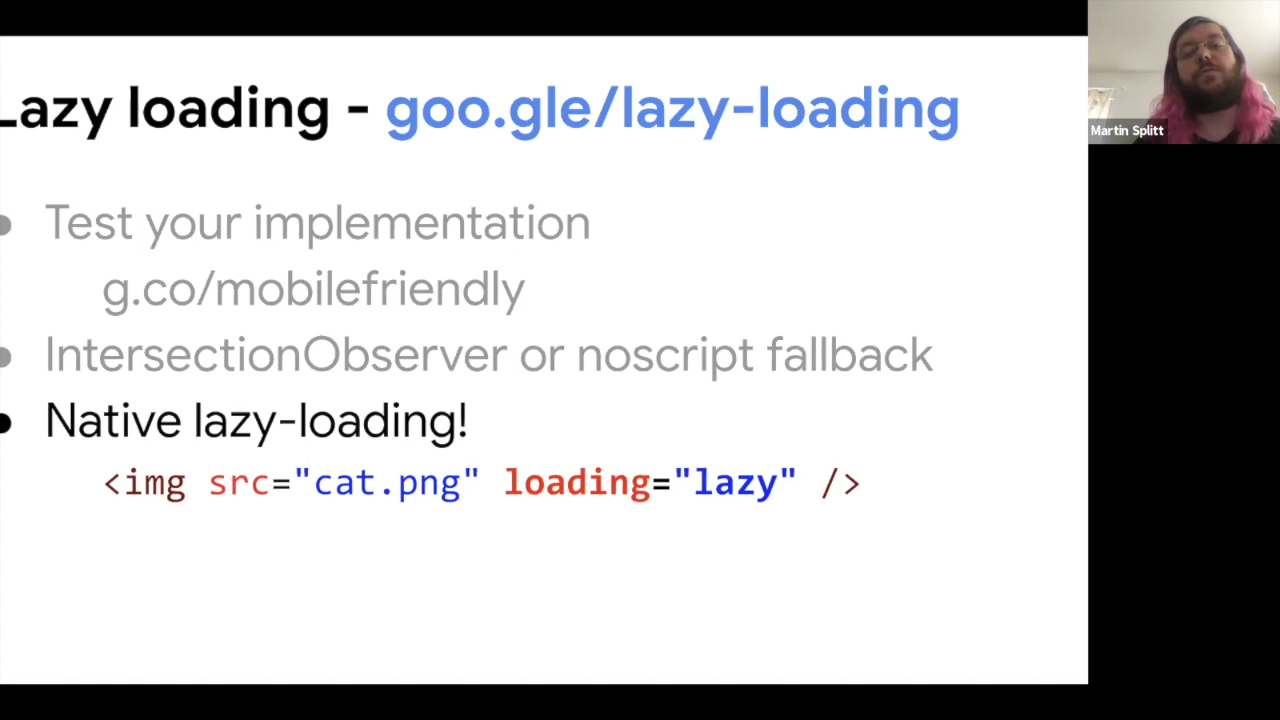 Lazy loading - goo.gle/lazy-loading
Martin Splitt
• Test your implementation
g.co/mobilefriendly
• IntersectionObserver or noscript fallback
• Native lazy-loading!
<img src="cat.png" loading="lazy" />